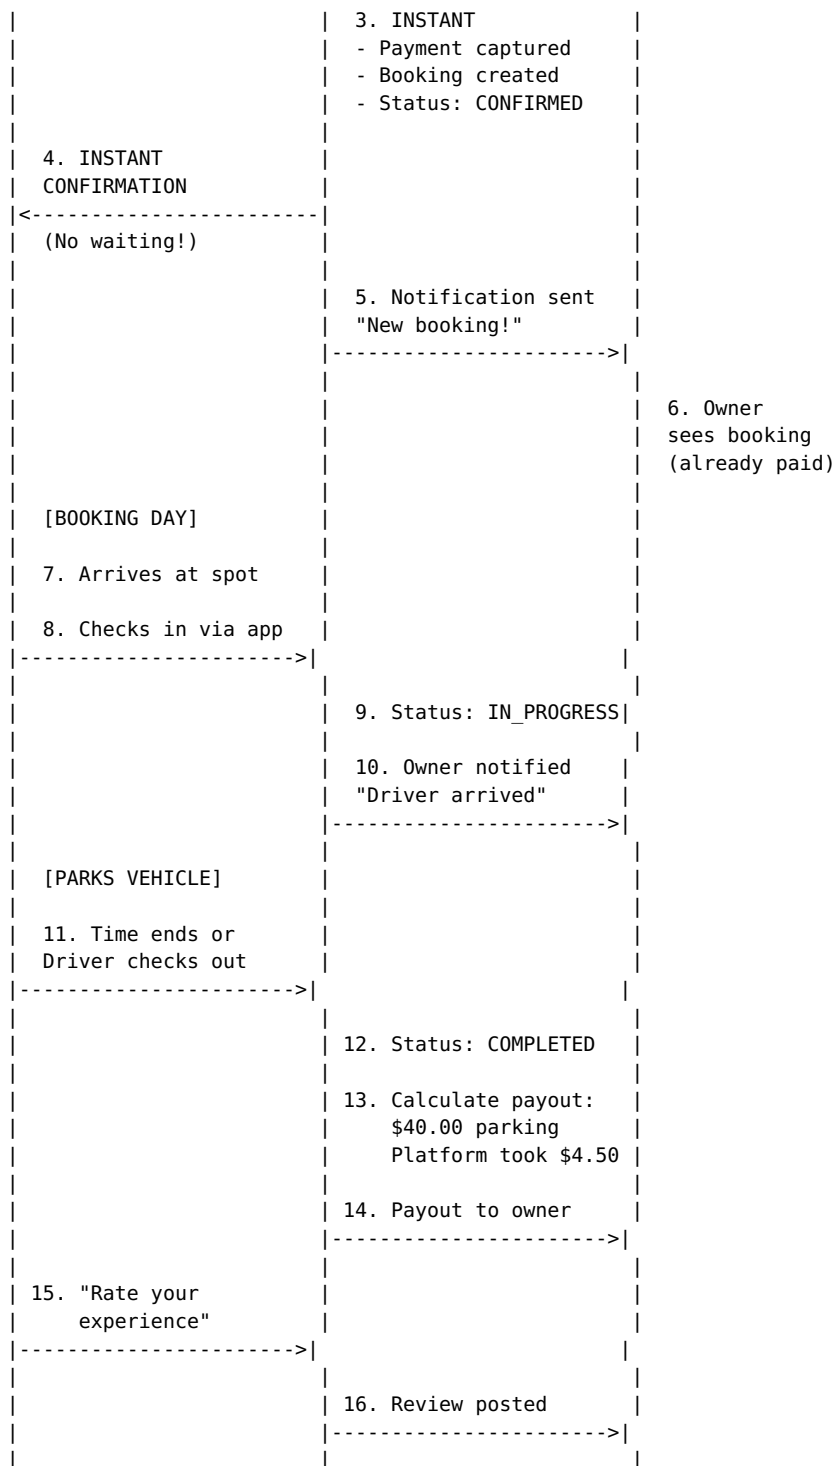 3. INSTANT
- Payment captured
- Booking created
- Status: CONFIRMED
4. INSTANT
CONFIRMATION
(No waiting!)
5. Notification sent
"New booking!"
6. Owner
sees booking
(already paid)
[BOOKING DAY]
7. Arrives at spot
8. Checks in via app
9. Status: IN_PROGRESS
10. Owner notified
"Driver arrived"
[PARKS VEHICLE]
11. Time ends or
Driver checks out
12. Status: COMPLETED
13. Calculate payout:
$40.00 parking
Platform took $4.50
14. Payout to owner
15. "Rate your
experience"
16. Review posted